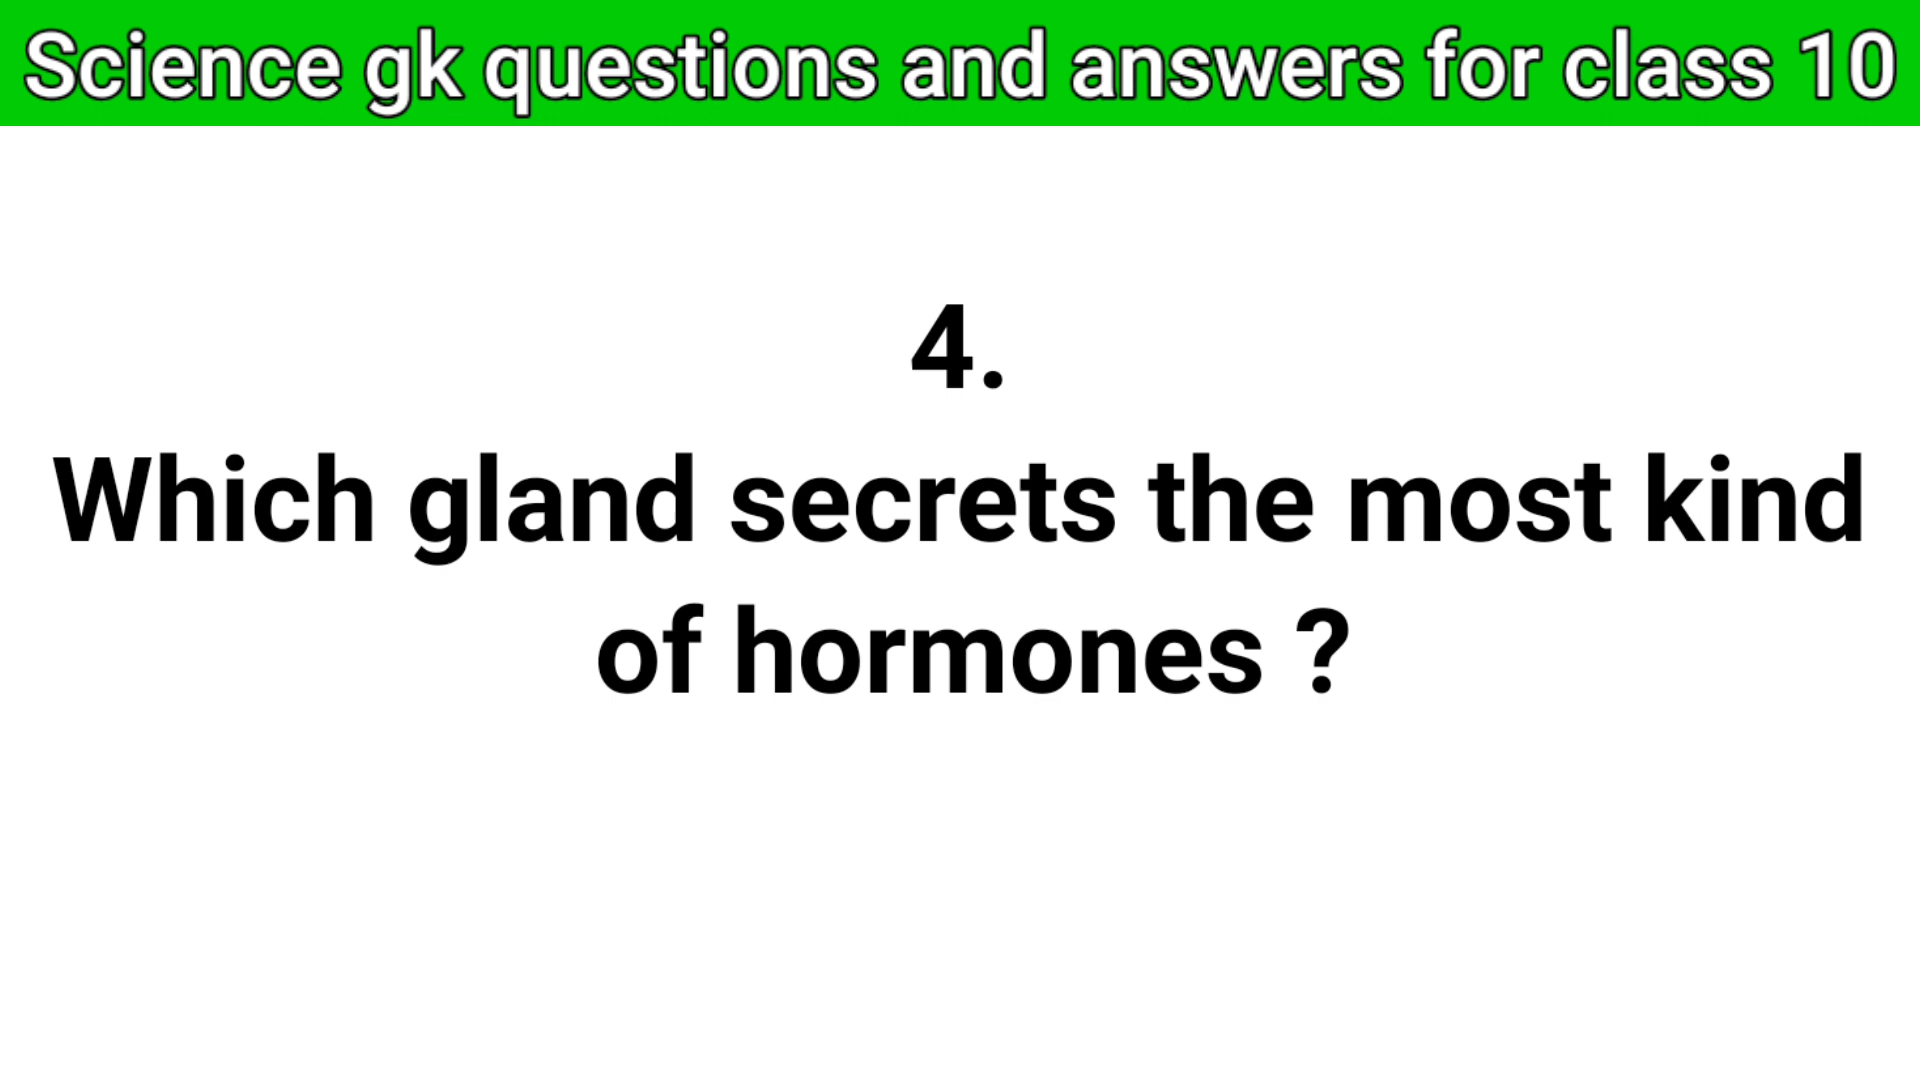 Science gk questions and answers for class 10
4.
Which gland secrets the most kind
of hormones ?